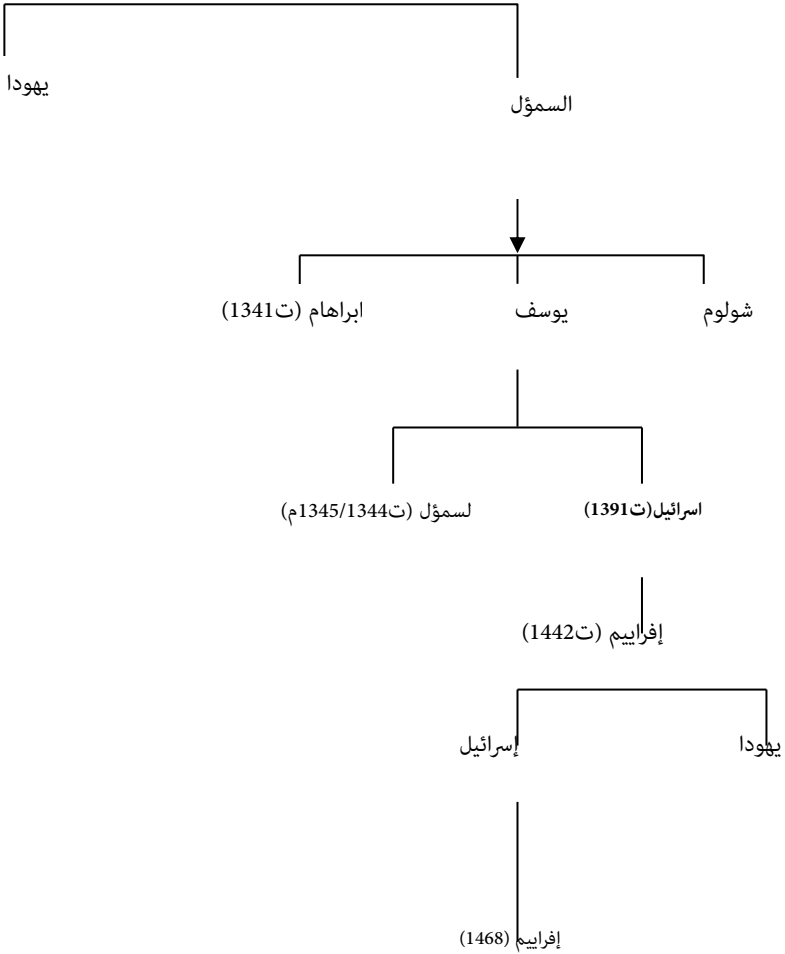 يهودا
السمؤل
شولوم
يوسف
ابراهام (ت1341)
اسرائيل(ت1391)
لسمؤل (ت1344/1345م)
إفراييم (ت1442)
يهودا
إسرائيل
إفراييم (1468)